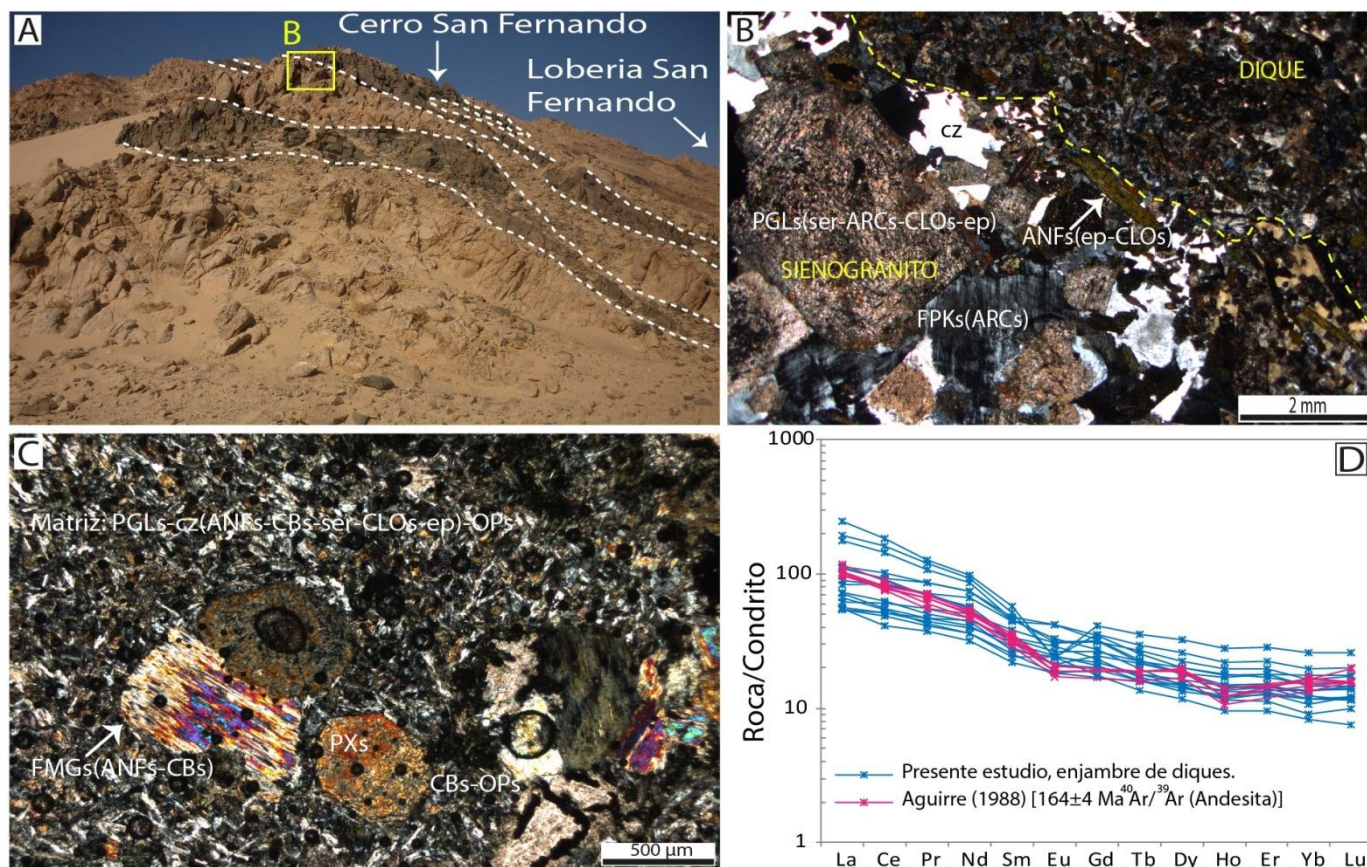 A
B
Cerro San Fernando
Loberia San
Fernando
B
DIQUE
cz
PGLs(ser-ARCs-CLOs-ep)
ANFs(ep-CLOs)
SIENOGRANITO
FPKs(ARCs)
2 mm
C
Matriz: PGLs-cz(ANFs-CBs-ser-CLOs-ep)-OPs
PXs
FMGs(ANFs-CBs)
CBs-OPs
500 µm
D
1000
100
10
1
Roca/Condrito
Presente estudio, enjambre de diques.
Aguirre (1988) [164±4 Ma 40Ar/39Ar (Andesita)]
La Ce Pr Nd Sm Eu Gd Tb Dy Ho Er Yb Lu